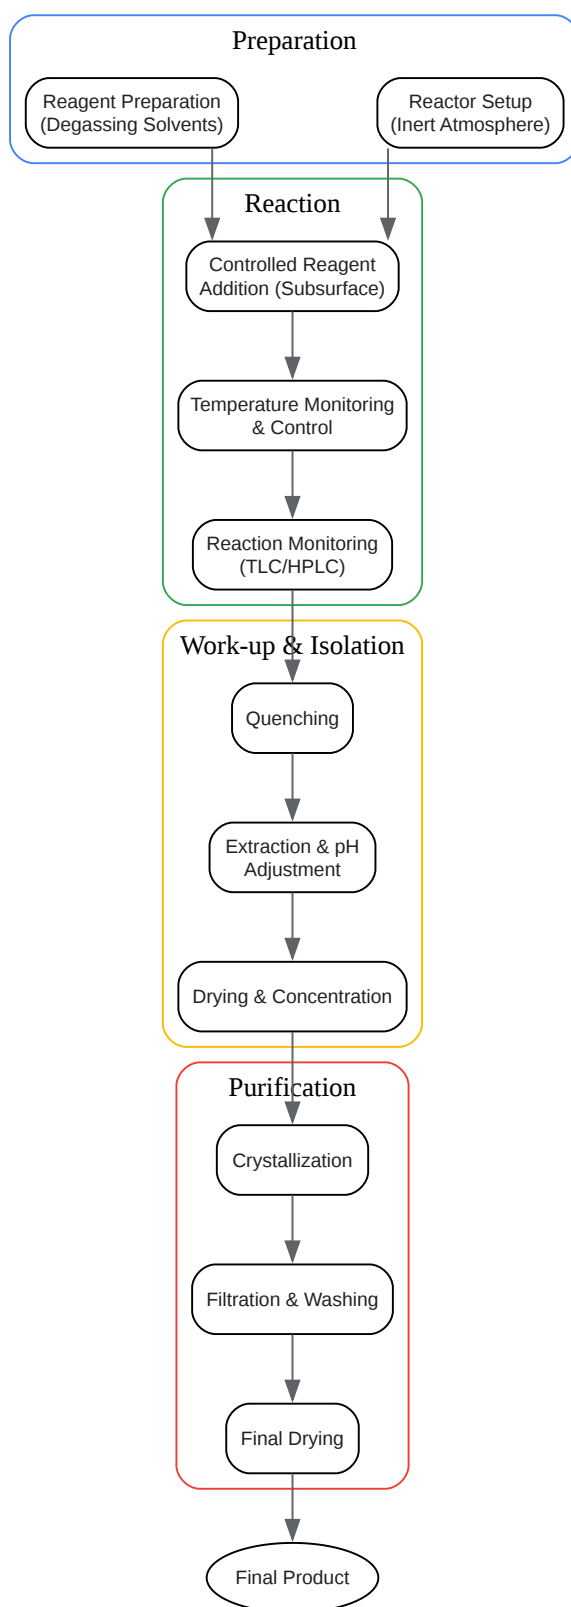 Preparation
Reagent Preparation
(Degassing Solvents)
Reactor Setup
(Inert Atmosphere)
Reaction
Controlled Reagent
Addition (Subsurface)
Temperature Monitoring
& Control
Reaction Monitoring
(TLC/HPLC)
Work-up & Isolation
Quenching
Extraction & pH
Adjustment
Drying & Concentration
Purification
Crystallization
Filtration & Washing
Final Drying
Final Product